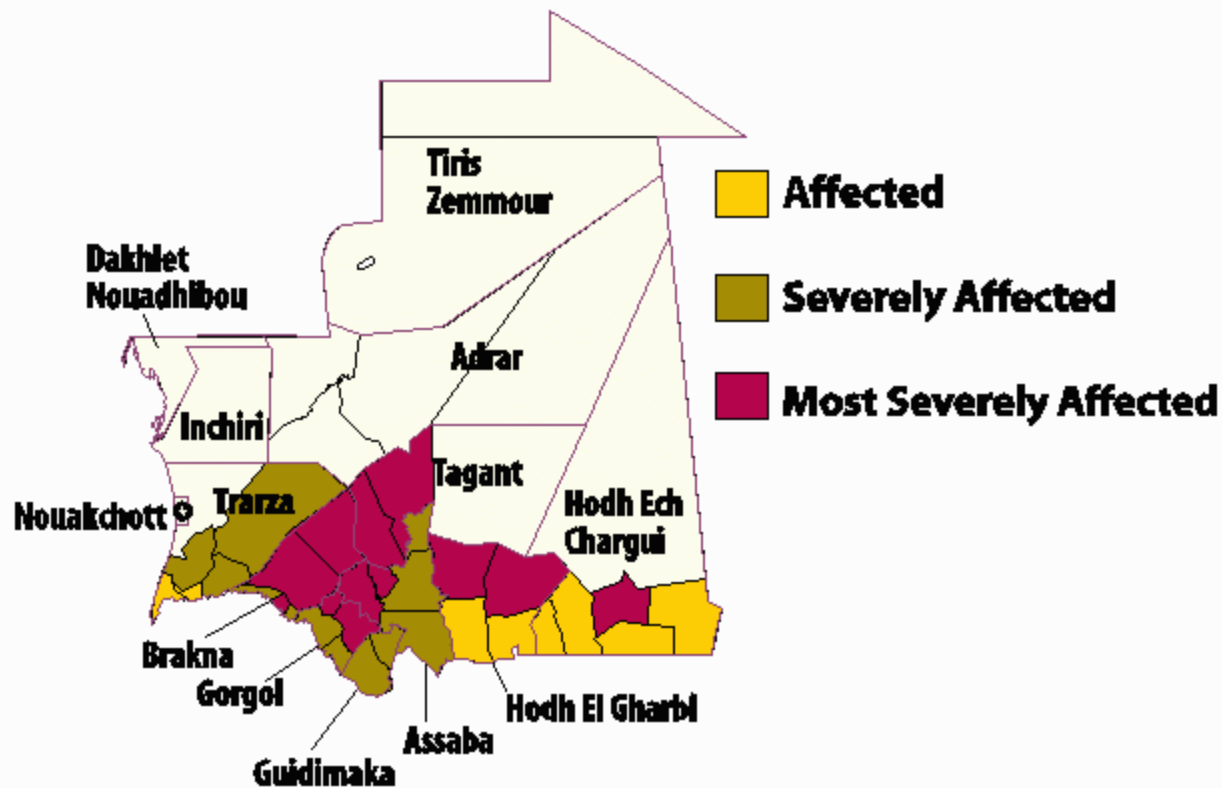 Tiris
Zemmour
Affected
Dakhlet
Nouadhibou
Severely Affected
Adrar
Most Severely Affected
Inchiri
Tagant
Trarza
Hodh Ech
Chargui
Nouakchott
Brakna
Gorgol
Hodh El Gharbi
Assaba
Guidimaka